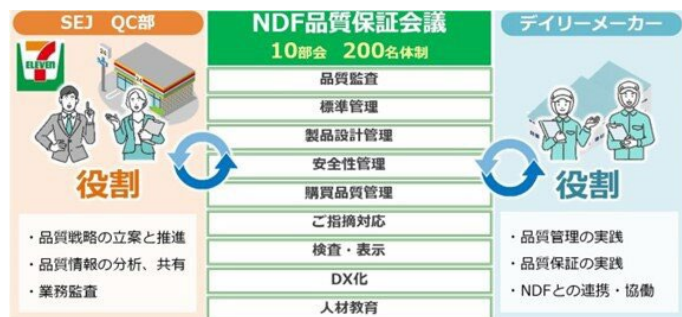 SEJ QC部
7
ELEVEN
役割
・品質戦略の立案と推進
・品質情報の分析、共有
・業務監査
NDF品質保証会議
10部会 200名体制
品質監査
標準管理
製品設計管理
安全性管理
購買品質管理
ご指摘対応
検査・表示
DX化
人材教育
デイリーメーカー
役割
・品質管理の実践
・品質保証の実践
・NDFとの連携・協働